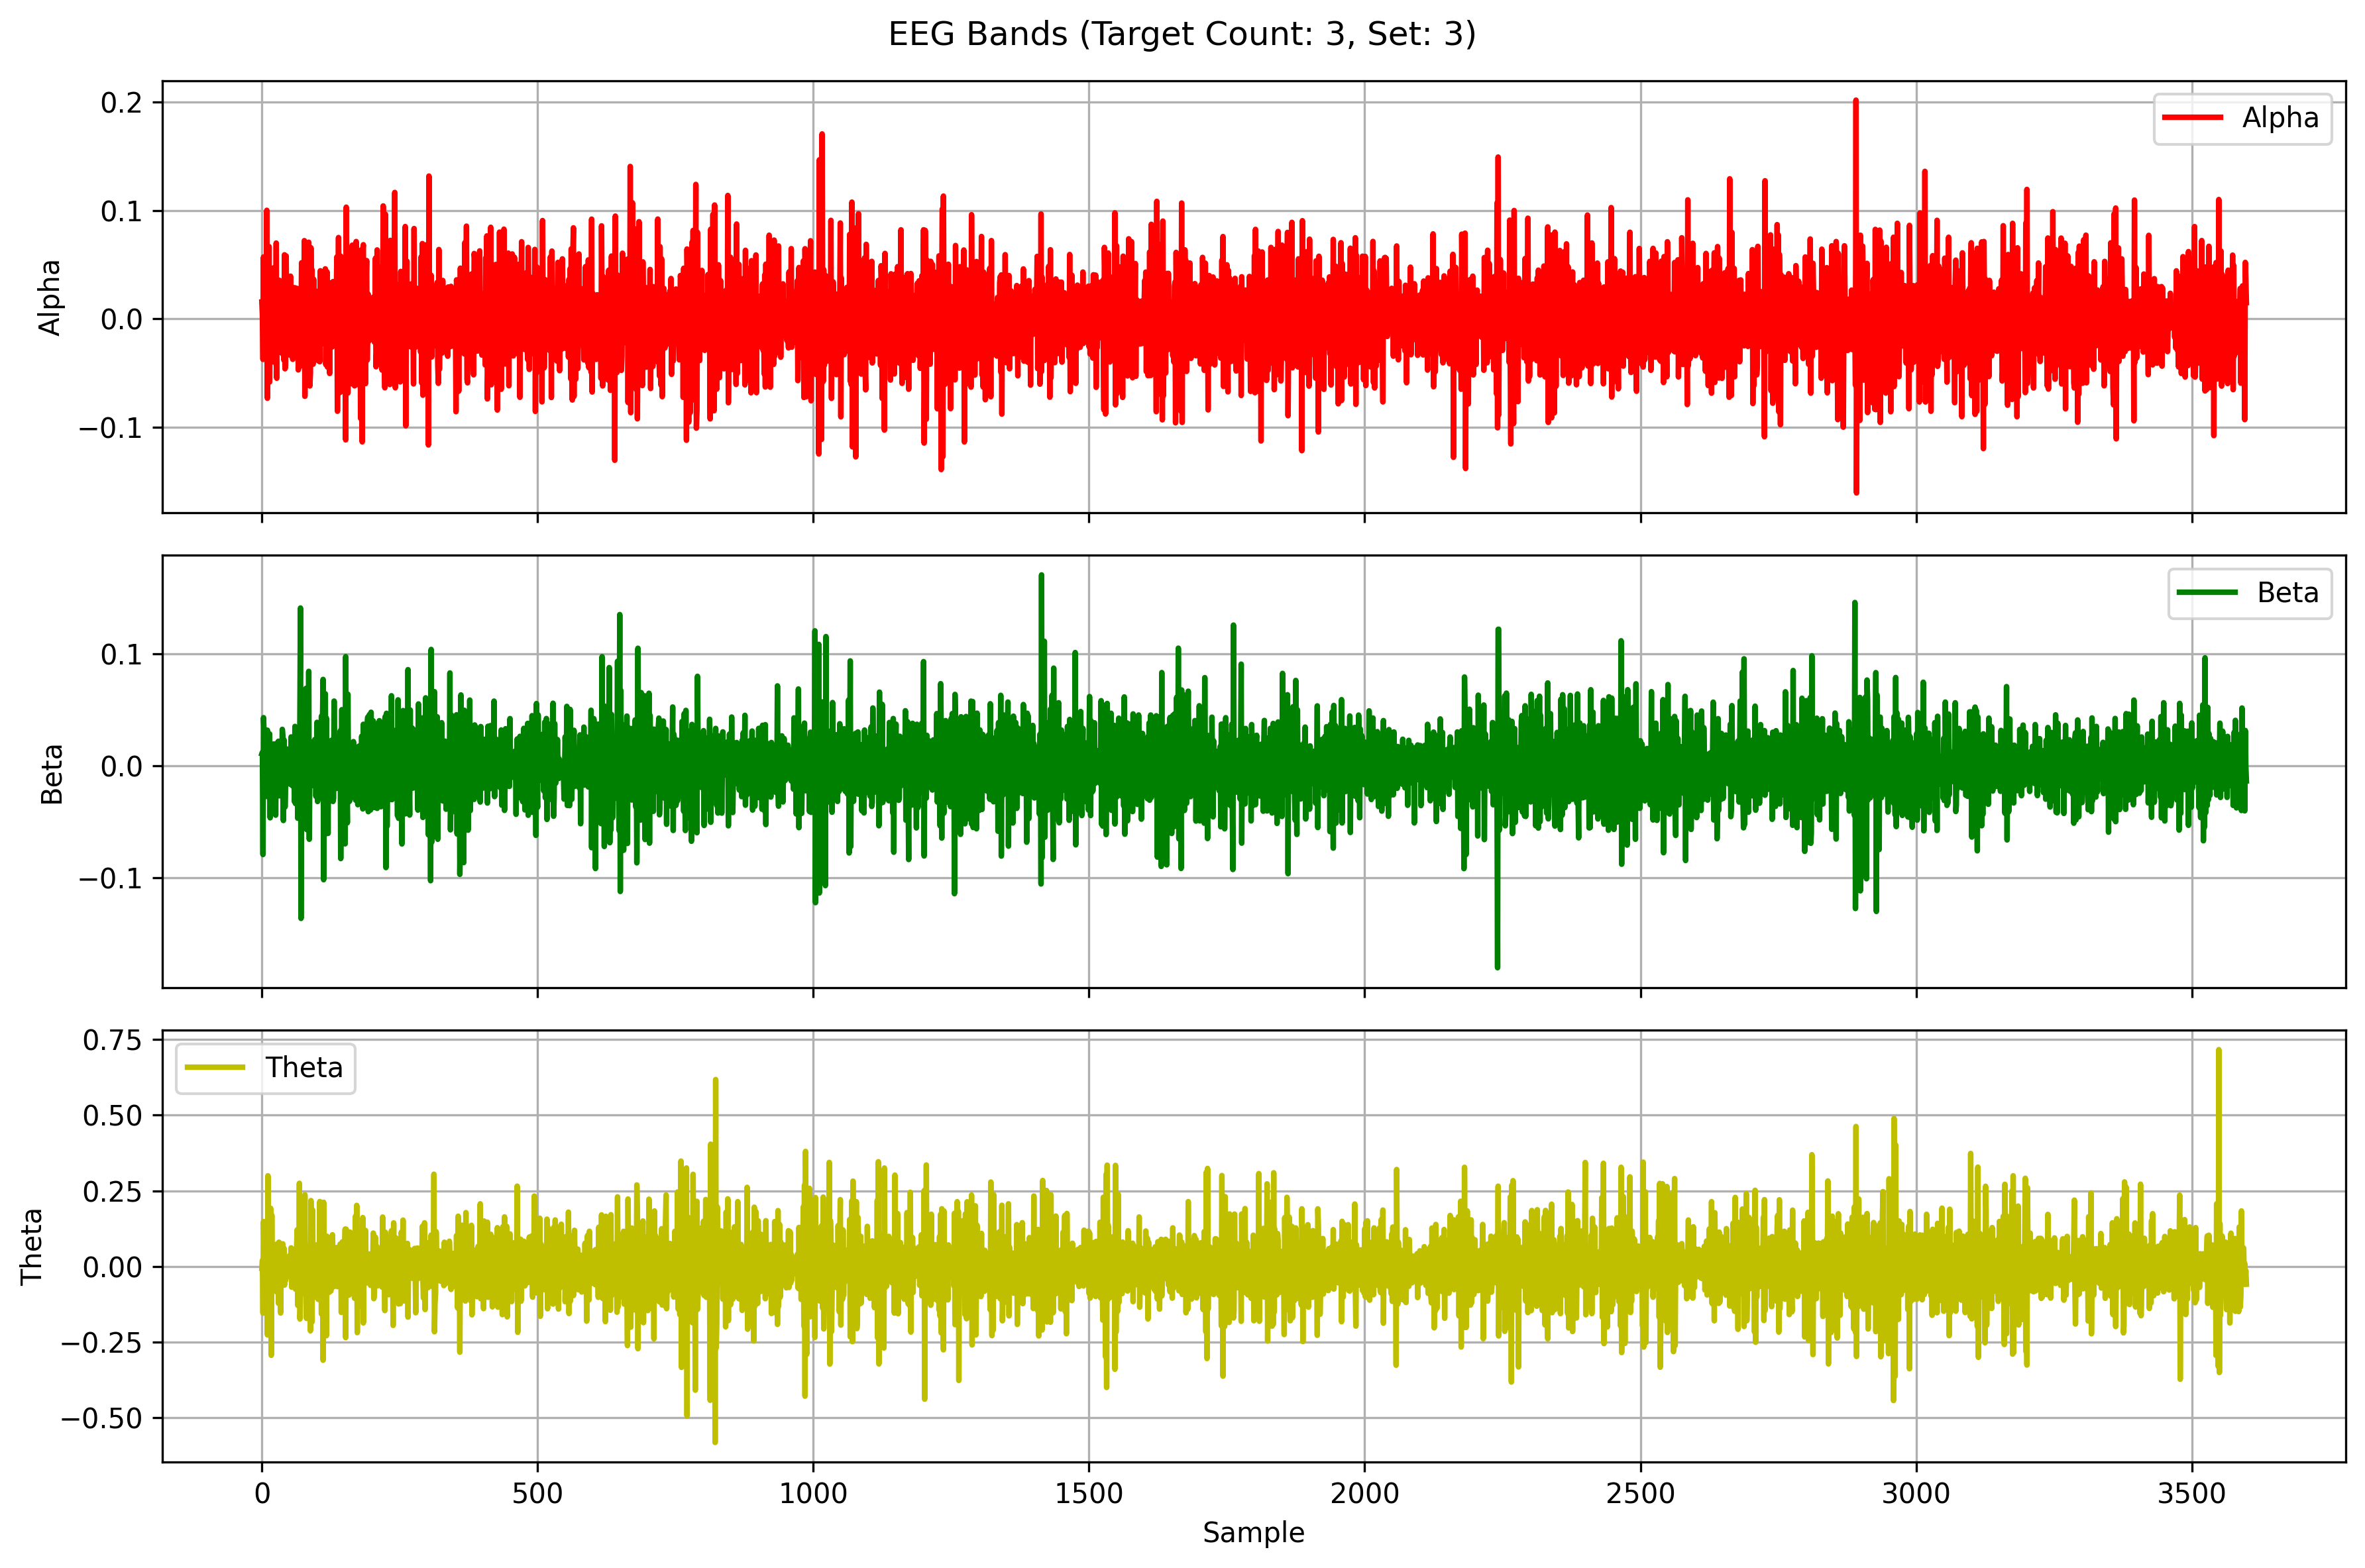 EEG Bands (Target Count: 3, Set: 3)
0.2
0.1
0.0
−0.1
Alpha
Alpha
0.1
0.0
−0.1
Beta
Beta
0.75
0.50
0.25
0.00
−0.25
−0.50
Theta
Theta
0 500 1000 1500 2000 2500 3000 3500
Sample